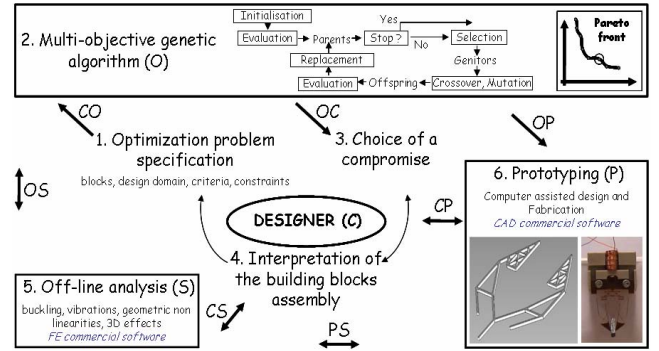 2. Multi-objective genetic
algorithm (O)
Initialisation
Evaluation
Parents
Stop ?
Yes
No
Selection
Genitors
Crossover, Mutation
Offspring
Evaluation
Replacement
Pareto
front
CO
OC
OP
1. Optimization problem
specification
blocks, design domain, criteria, constraints
3. Choice of a
compromise
OS
DESIGNER (C)
CP
6. Prototyping (P)
Computer assisted design and
Fabrication
CAD commercial software
4. Interpretation of
the building blocks
assembly
5. Off-line analysis (S)
buckling, vibrations, geometric non
linearities, 3D effects
FE commercial software
CS
PS